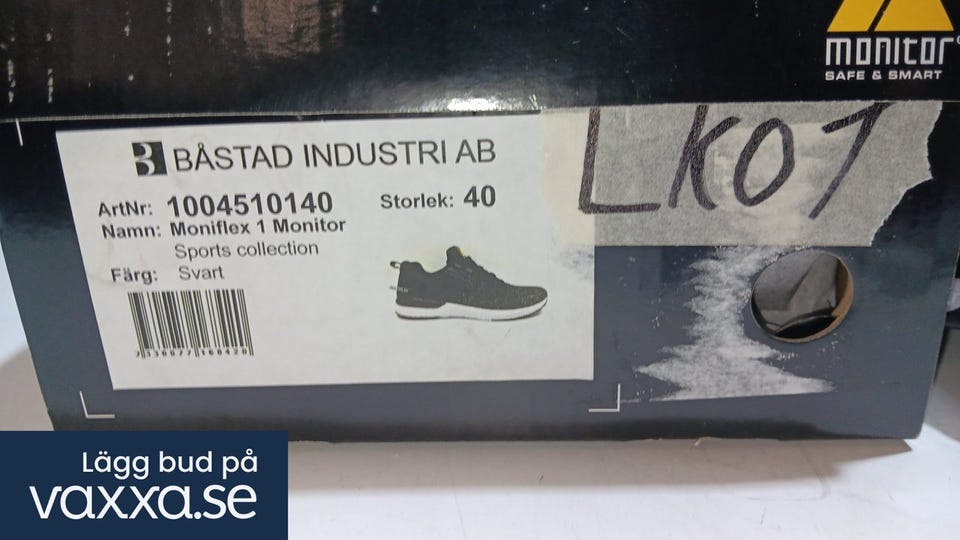 monitor
SAFE & SMART
LKO7
BÅSTAD INDUSTRI AB
ArtNr: 1004510140
Storlek: 40
Namn: Moniflex 1 Monitor
Sports collection
Färg: Svart
Lägg bud på
vaxxa.se